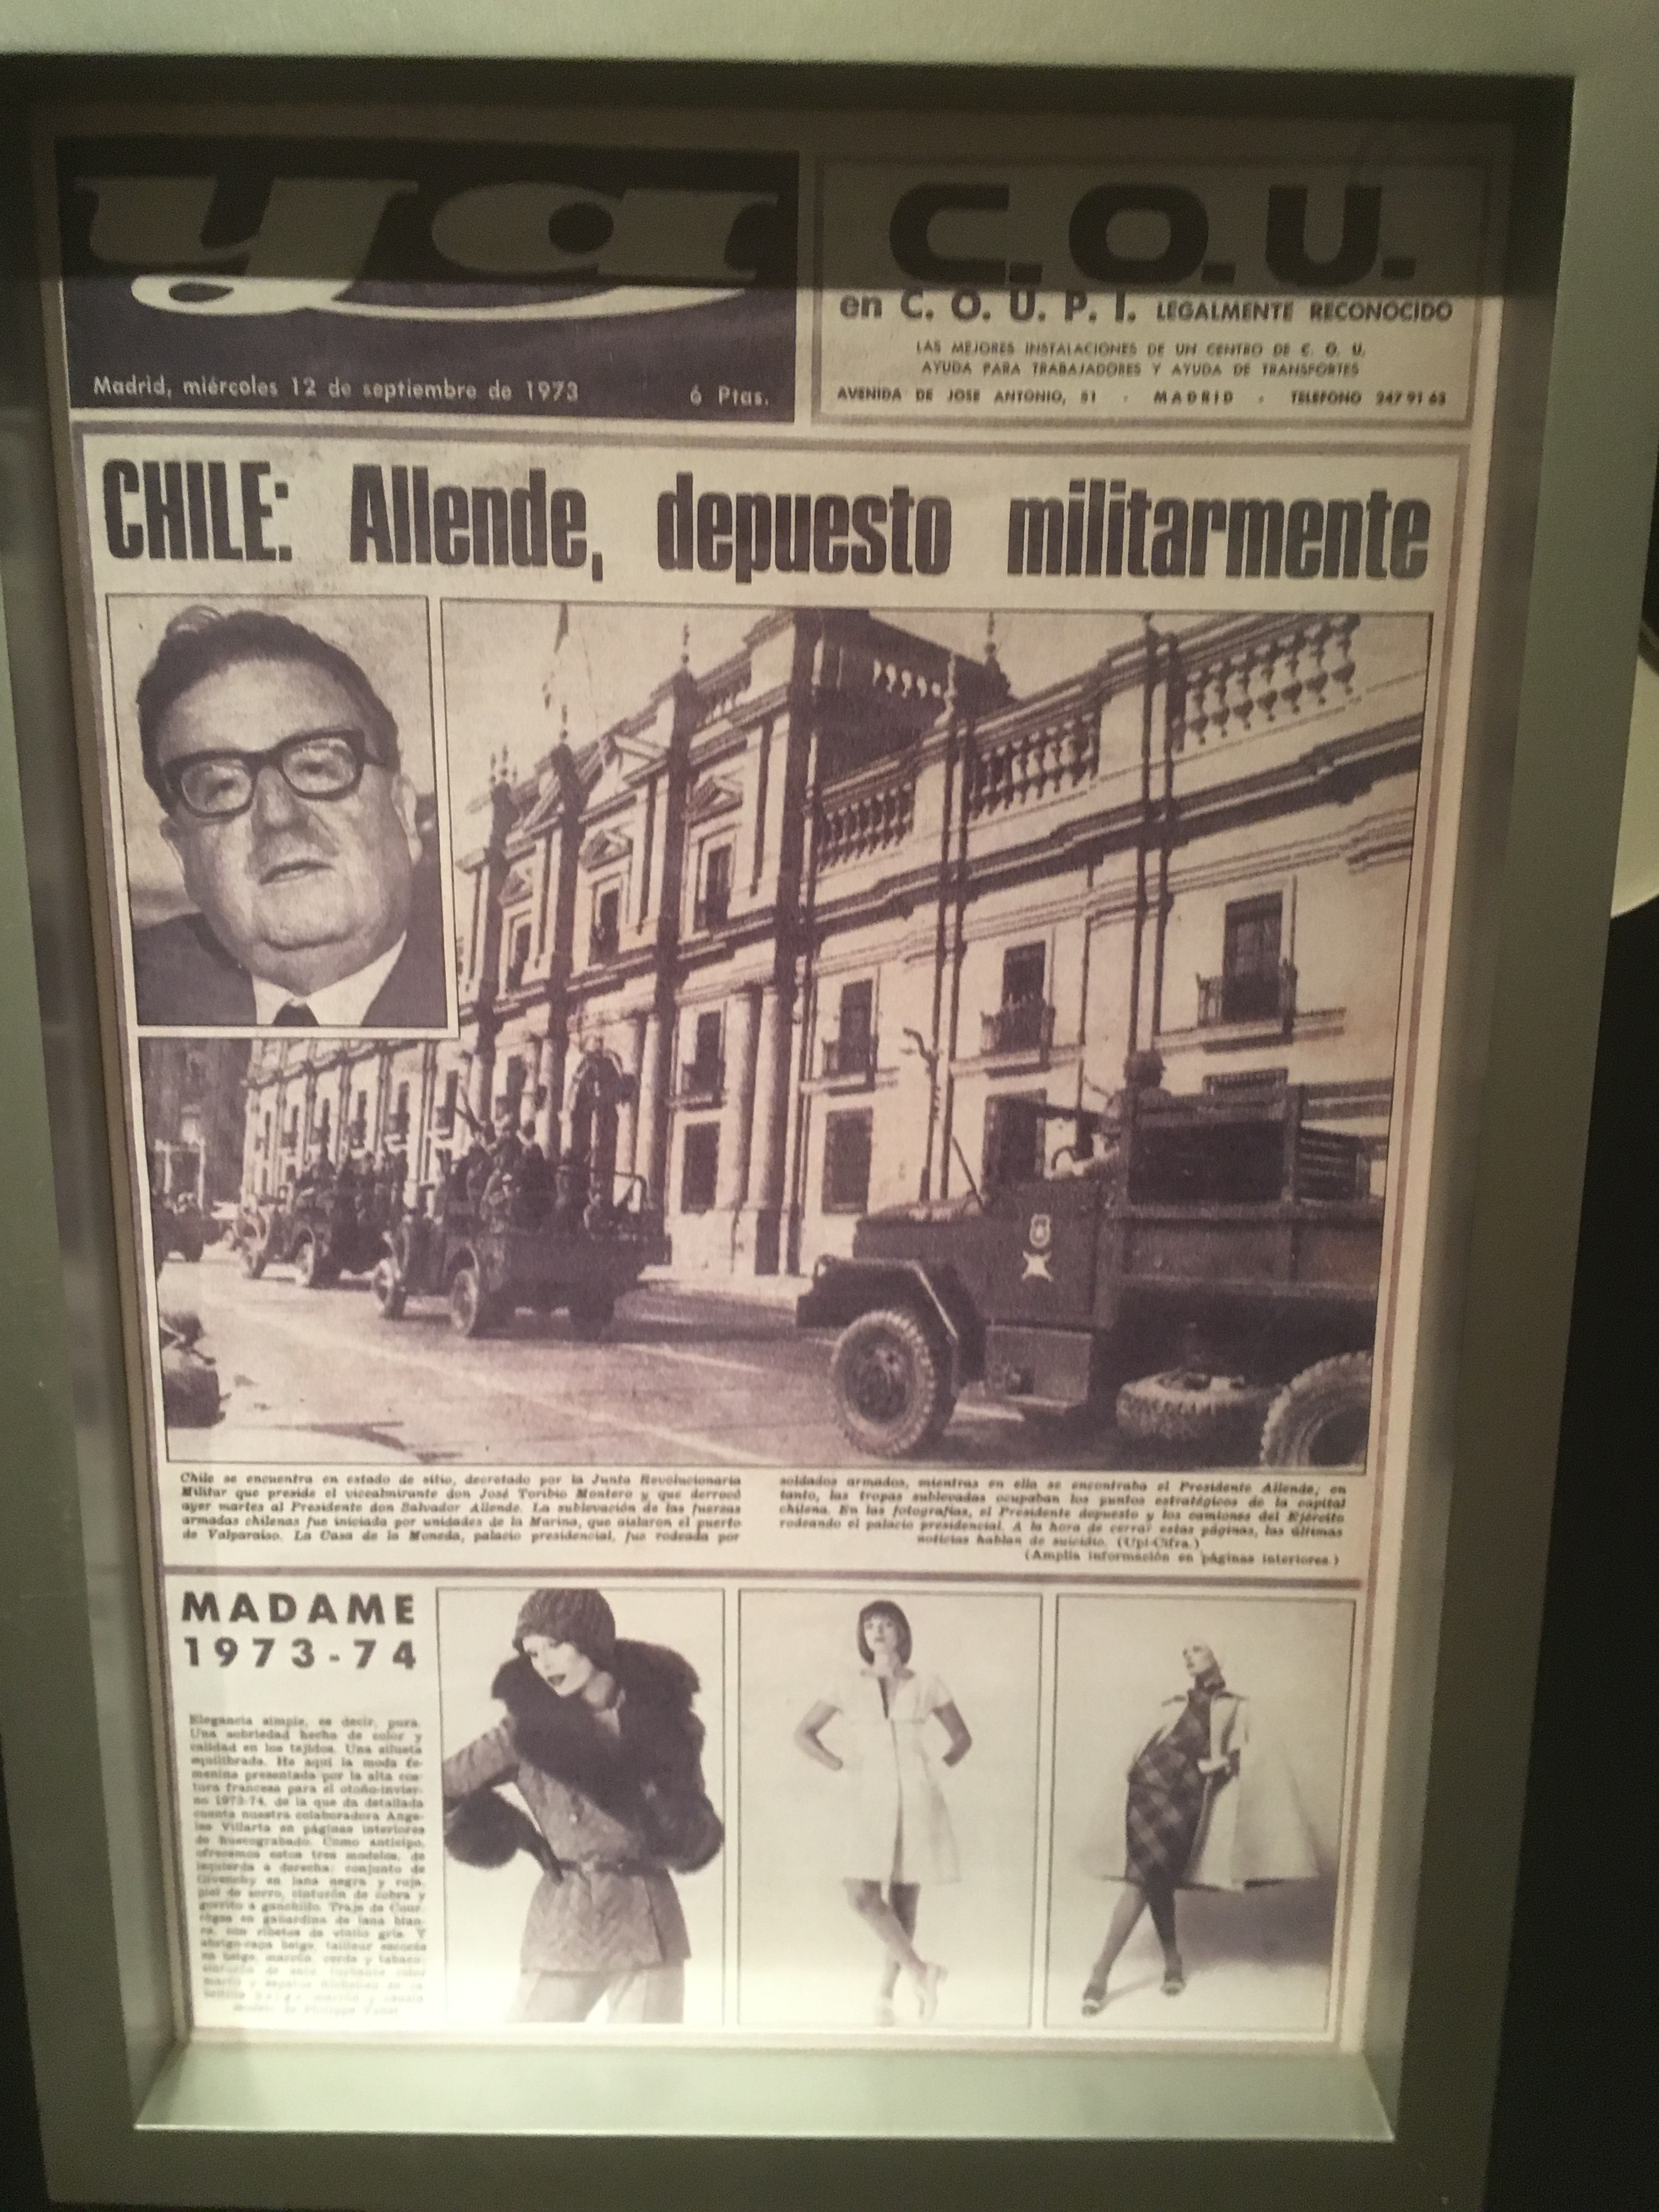 ya
Madrid, miércoles 12 de septiembre de 1973 6 Ptas.
C.O.U.
en C. O. U. P. I. LEGALMENTE RECONOCIDO
LAS MEJORES INSTALACIONES DE UN CENTRO DE C. O. U.
AYUDA PARA TRABAJADORES Y AYUDA DE TRANSPORTES
AVENIDA DE JOSE ANTONIO, 51 - MADRID - TELEFONO 247 91 63
CHILE: Allende, depuesto militarmente
Chile se encuentra en estado de sitio, decretado por la Junta Revolucionaria
Militar que preside el vicealmirante don José Toribio Montero y que derrocó
ayer martes al Presidente don Salvador Allende. La sublevación de las fuerzas
armadas chilenas fue iniciada por unidades de la Marina, que aislaron el puerto
de Valparaíso. La Casa de la Moneda, palacio presidencial, fue rodeada por
soldados armados, mientras en ella se encontraba el Presidente Allende, en
tanto, las tropas sublevadas ocupaban los puntos estratégicos de la capital
chilena. En las fotografías, el Presidente depuesto y los camiones del Ejército
rodeando el palacio presidencial. A la hora de cerrar estas páginas, las últimas
noticias hablan de suicidio. (Upi-Cifra.)
(Amplia información en páginas interiores.)
MADAME
1973-74
Elegancia simple, es decir, pura.
Una sobriedad hecha de color y
calidad en los tejidos. Una silueta
equilibrada. He aquí la moda fe-
menina presentada por la alta cos-
tura francesa para el otoño-invier-
no 1973-74, de la que da detallada
cuenta nuestra colaboradora Ange-
les Villarta en páginas interiores
de huecograbado. Como anticipo,
ofrecemos estos tres modelos, de
izquierda a derecha: conjunto de
Givenchy en lana negra y roja,
piel de zorro, cinturón de cobra y
gorrito a ganchillo. Traje de Cour-
règes en gabardina de lana blan-
ca, con ribetes de vinilo gris. Y
abrigo-capa beige, tailleur escocés
en beige, marrón, verde y tabaco;